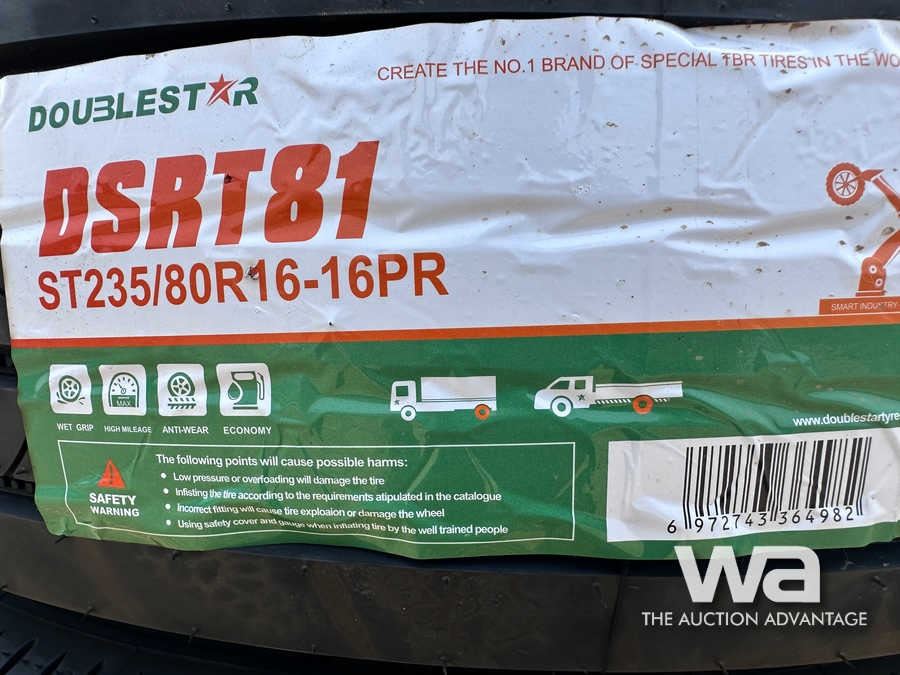 DOUBLESTAR
CREATE THE NO.1 BRAND OF SPECIAL TBR TIRES IN THE WO
DSRT81
ST235/80R16-16PR
SMART INDUSTRY
WET GRIP
MAX
HIGH MILEAGE
ANTI-WEAR
ECONOMY
www.doublestartyre
SAFETY
WARNING
The following points will cause possible harms:
• Low pressure or overloading will damage the tire
• Infisting the tire according to the requirements atipulated in the catalogue
• Incorrect fitting will cause tire exploaion or damage the wheel
• Using safety cover and gauge when inflating tire by the well trained people
6 972743 364982
wa
THE AUCTION ADVANTAGE